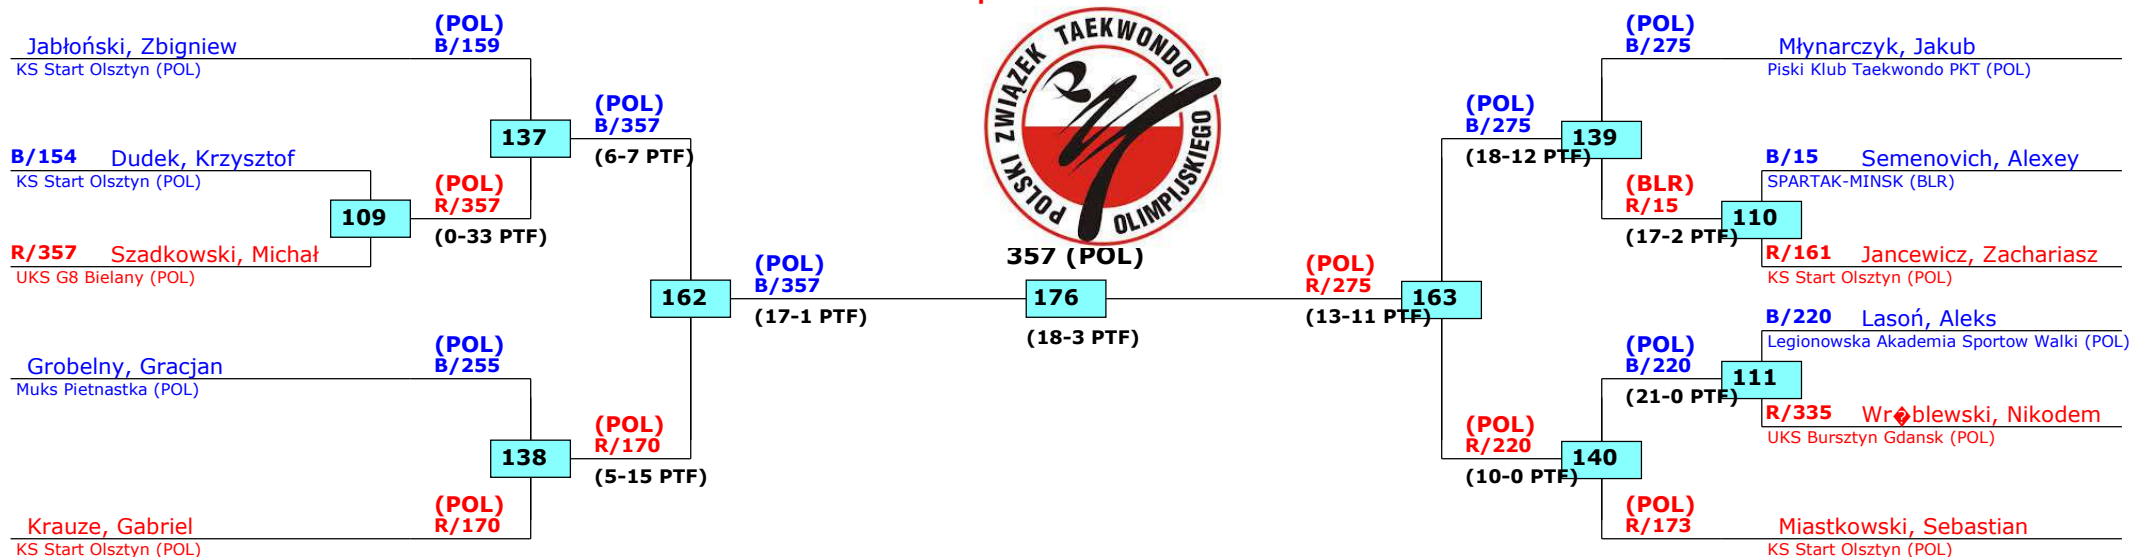 (POL)
B/159
Jabłoński, Zbigniew
KS Start Olsztyn (POL)
B/154 Dudek, Krzysztof
KS Start Olsztyn (POL)
R/357 Szadkowski, Michał
UKS G8 Bielany (POL)
109
(POL)
R/357
(0-33 PTF)
137
(POL)
B/357
(6-7 PTF)
Grobelny, Gracjan
Muks Pietnastka (POL)
(POL)
B/255
Krauze, Gabriel
KS Start Olsztyn (POL)
(POL)
R/170
138
(POL)
R/170
(5-15 PTF)
162
(POL)
B/357
(17-1 PTF)
POLSKI ZWIĄZEK TAEKWONDO OLIMPIJSKIEGO
357 (POL)
176
(18-3 PTF)
(POL)
R/275
(13-11 PTF)
163
(POL)
B/275
(18-12 PTF)
139
(POL)
B/275
Młynarczyk, Jakub
Piski Klub Taekwondo PKT (POL)
(BLR)
R/15
(17-2 PTF)
110
B/15 Semenovich, Alexey
SPARTAK-MINSK (BLR)
R/161 Jancewicz, Zachariasz
KS Start Olsztyn (POL)
(POL)
R/220
(10-0 PTF)
140
(POL)
B/220
(21-0 PTF)
111
B/220 Lasoń, Aleks
Legionowska Akademia Sportow Walki (POL)
R/335 Wr�blewski, Nikodem
UKS Bursztyn Gdansk (POL)
(POL)
R/173
Miastkowski, Sebastian
KS Start Olsztyn (POL)